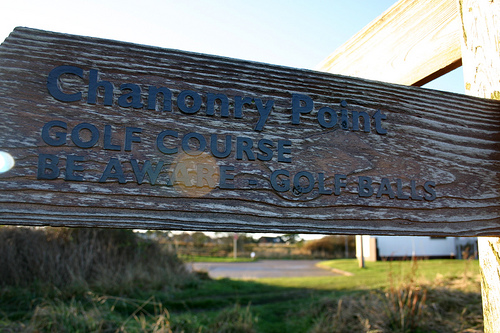 Chanonry Point
GOLF COURSE
BE AWARE - GOLF BALLS